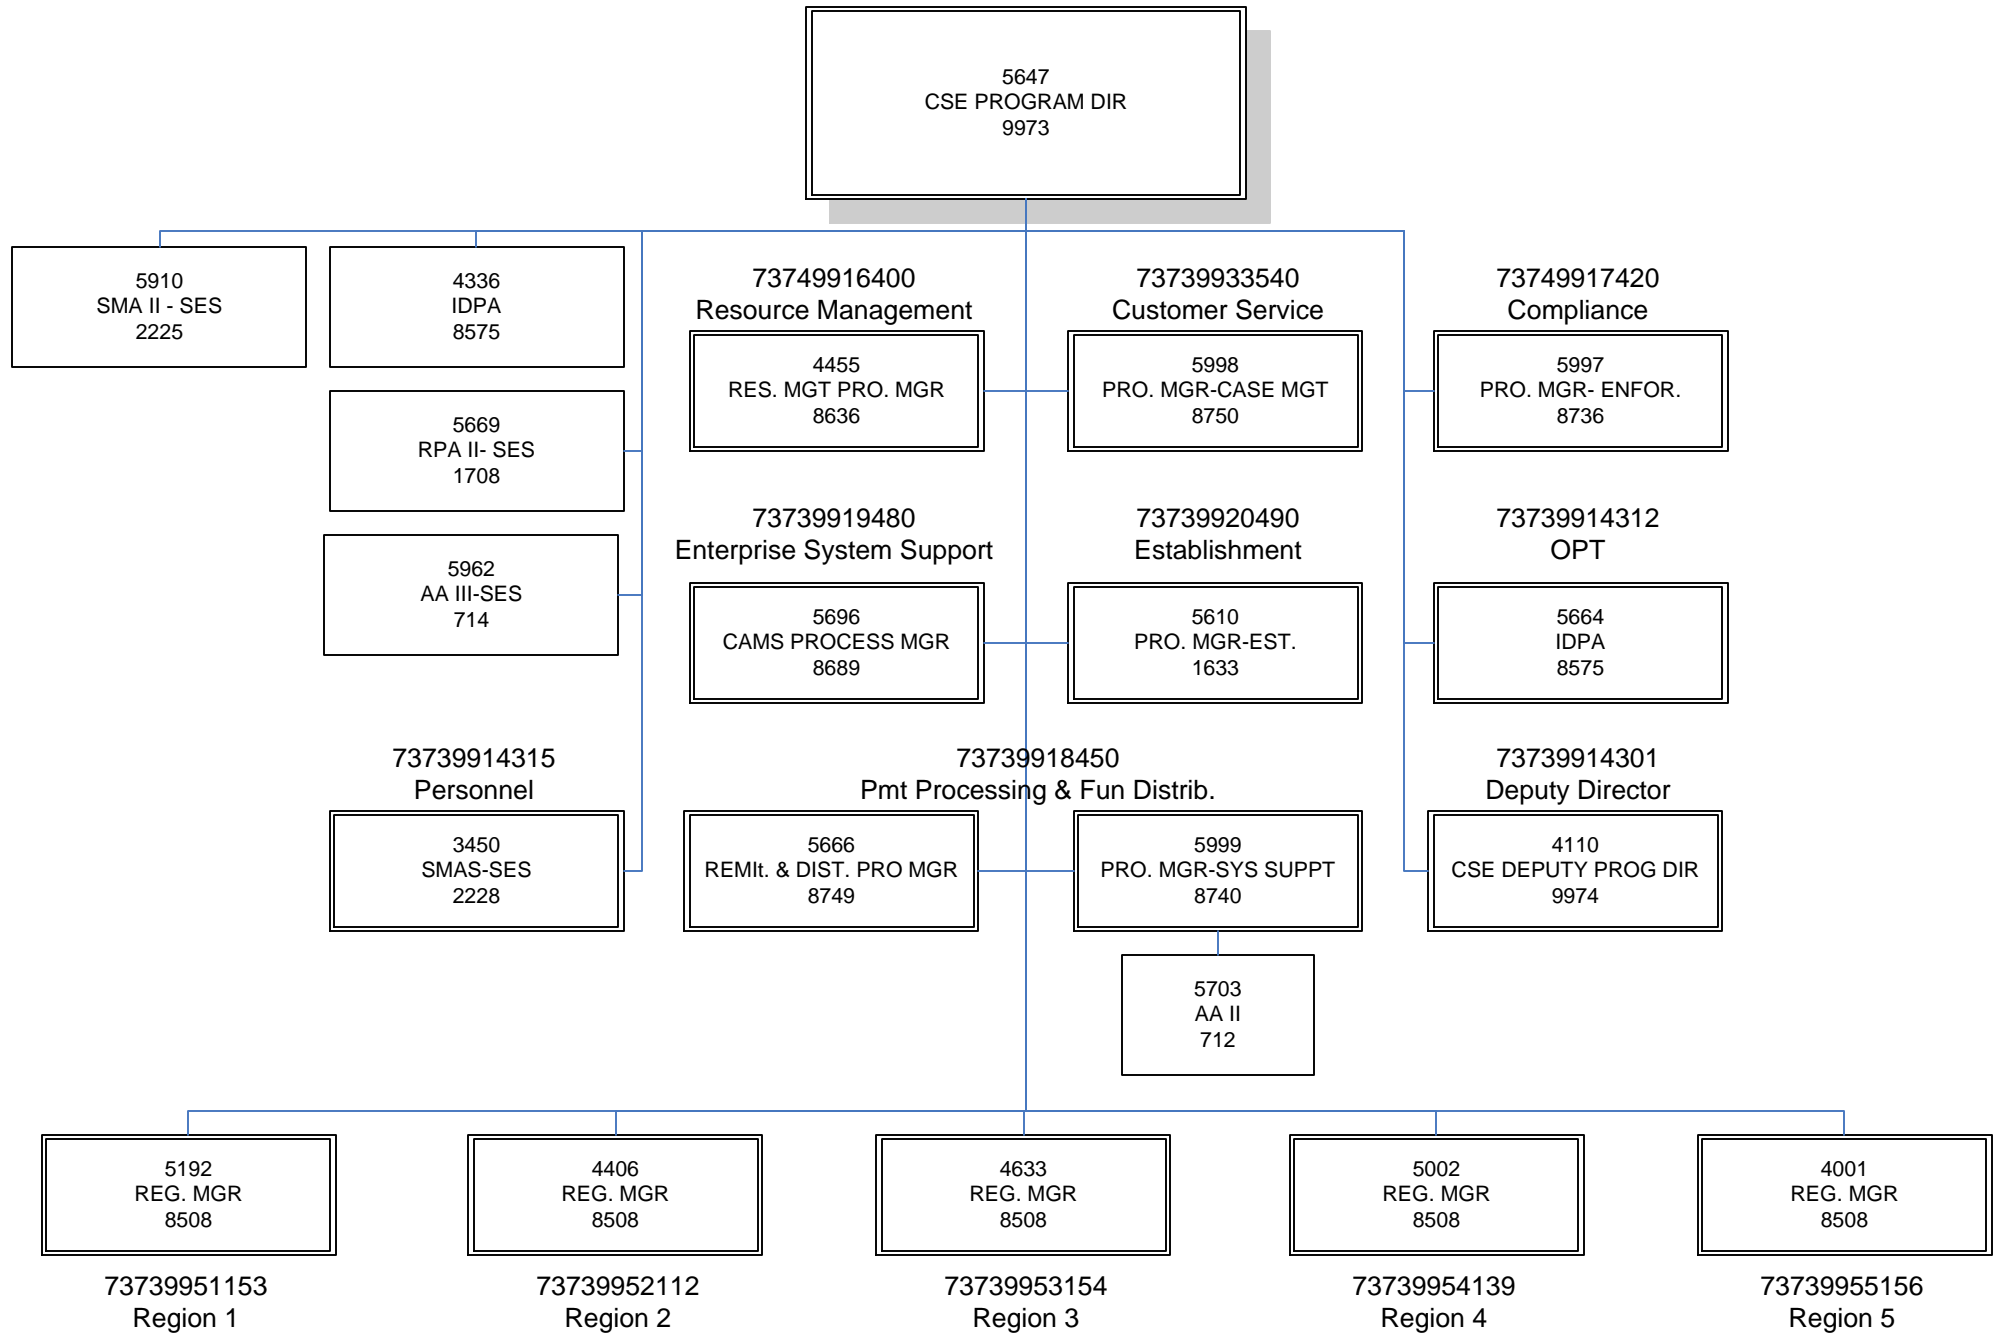 5647
CSE PROGRAM DIR
9973
5910
SMA II - SES
2225
4336
IDPA
8575
5669
RPA II- SES
1708
5962
AA III-SES
714
73739914315
Personnel
3450
SMAS-SES
2228
73749916400
Resource Management
4455
RES. MGT PRO. MGR
8636
73739933540
Customer Service
5998
PRO. MGR-CASE MGT
8750
73749917420
Compliance
5997
PRO. MGR- ENFOR.
8736
73739919480
Enterprise System Support
5696
CAMS PROCESS MGR
8689
73739920490
Establishment
5610
PRO. MGR-EST.
1633
73739914312
OPT
5664
IDPA
8575
73739918450
Pmt Processing & Fun Distrib.
5666
REMIt. & DIST. PRO MGR
8749
5999
PRO. MGR-SYS SUPPT
8740
5703
AA II
712
73739914301
Deputy Director
4110
CSE DEPUTY PROG DIR
9974
5192
REG. MGR
8508
73739951153
Region 1
4406
REG. MGR
8508
73739952112
Region 2
4633
REG. MGR
8508
73739953154
Region 3
5002
REG. MGR
8508
73739954139
Region 4
4001
REG. MGR
8508
73739955156
Region 5